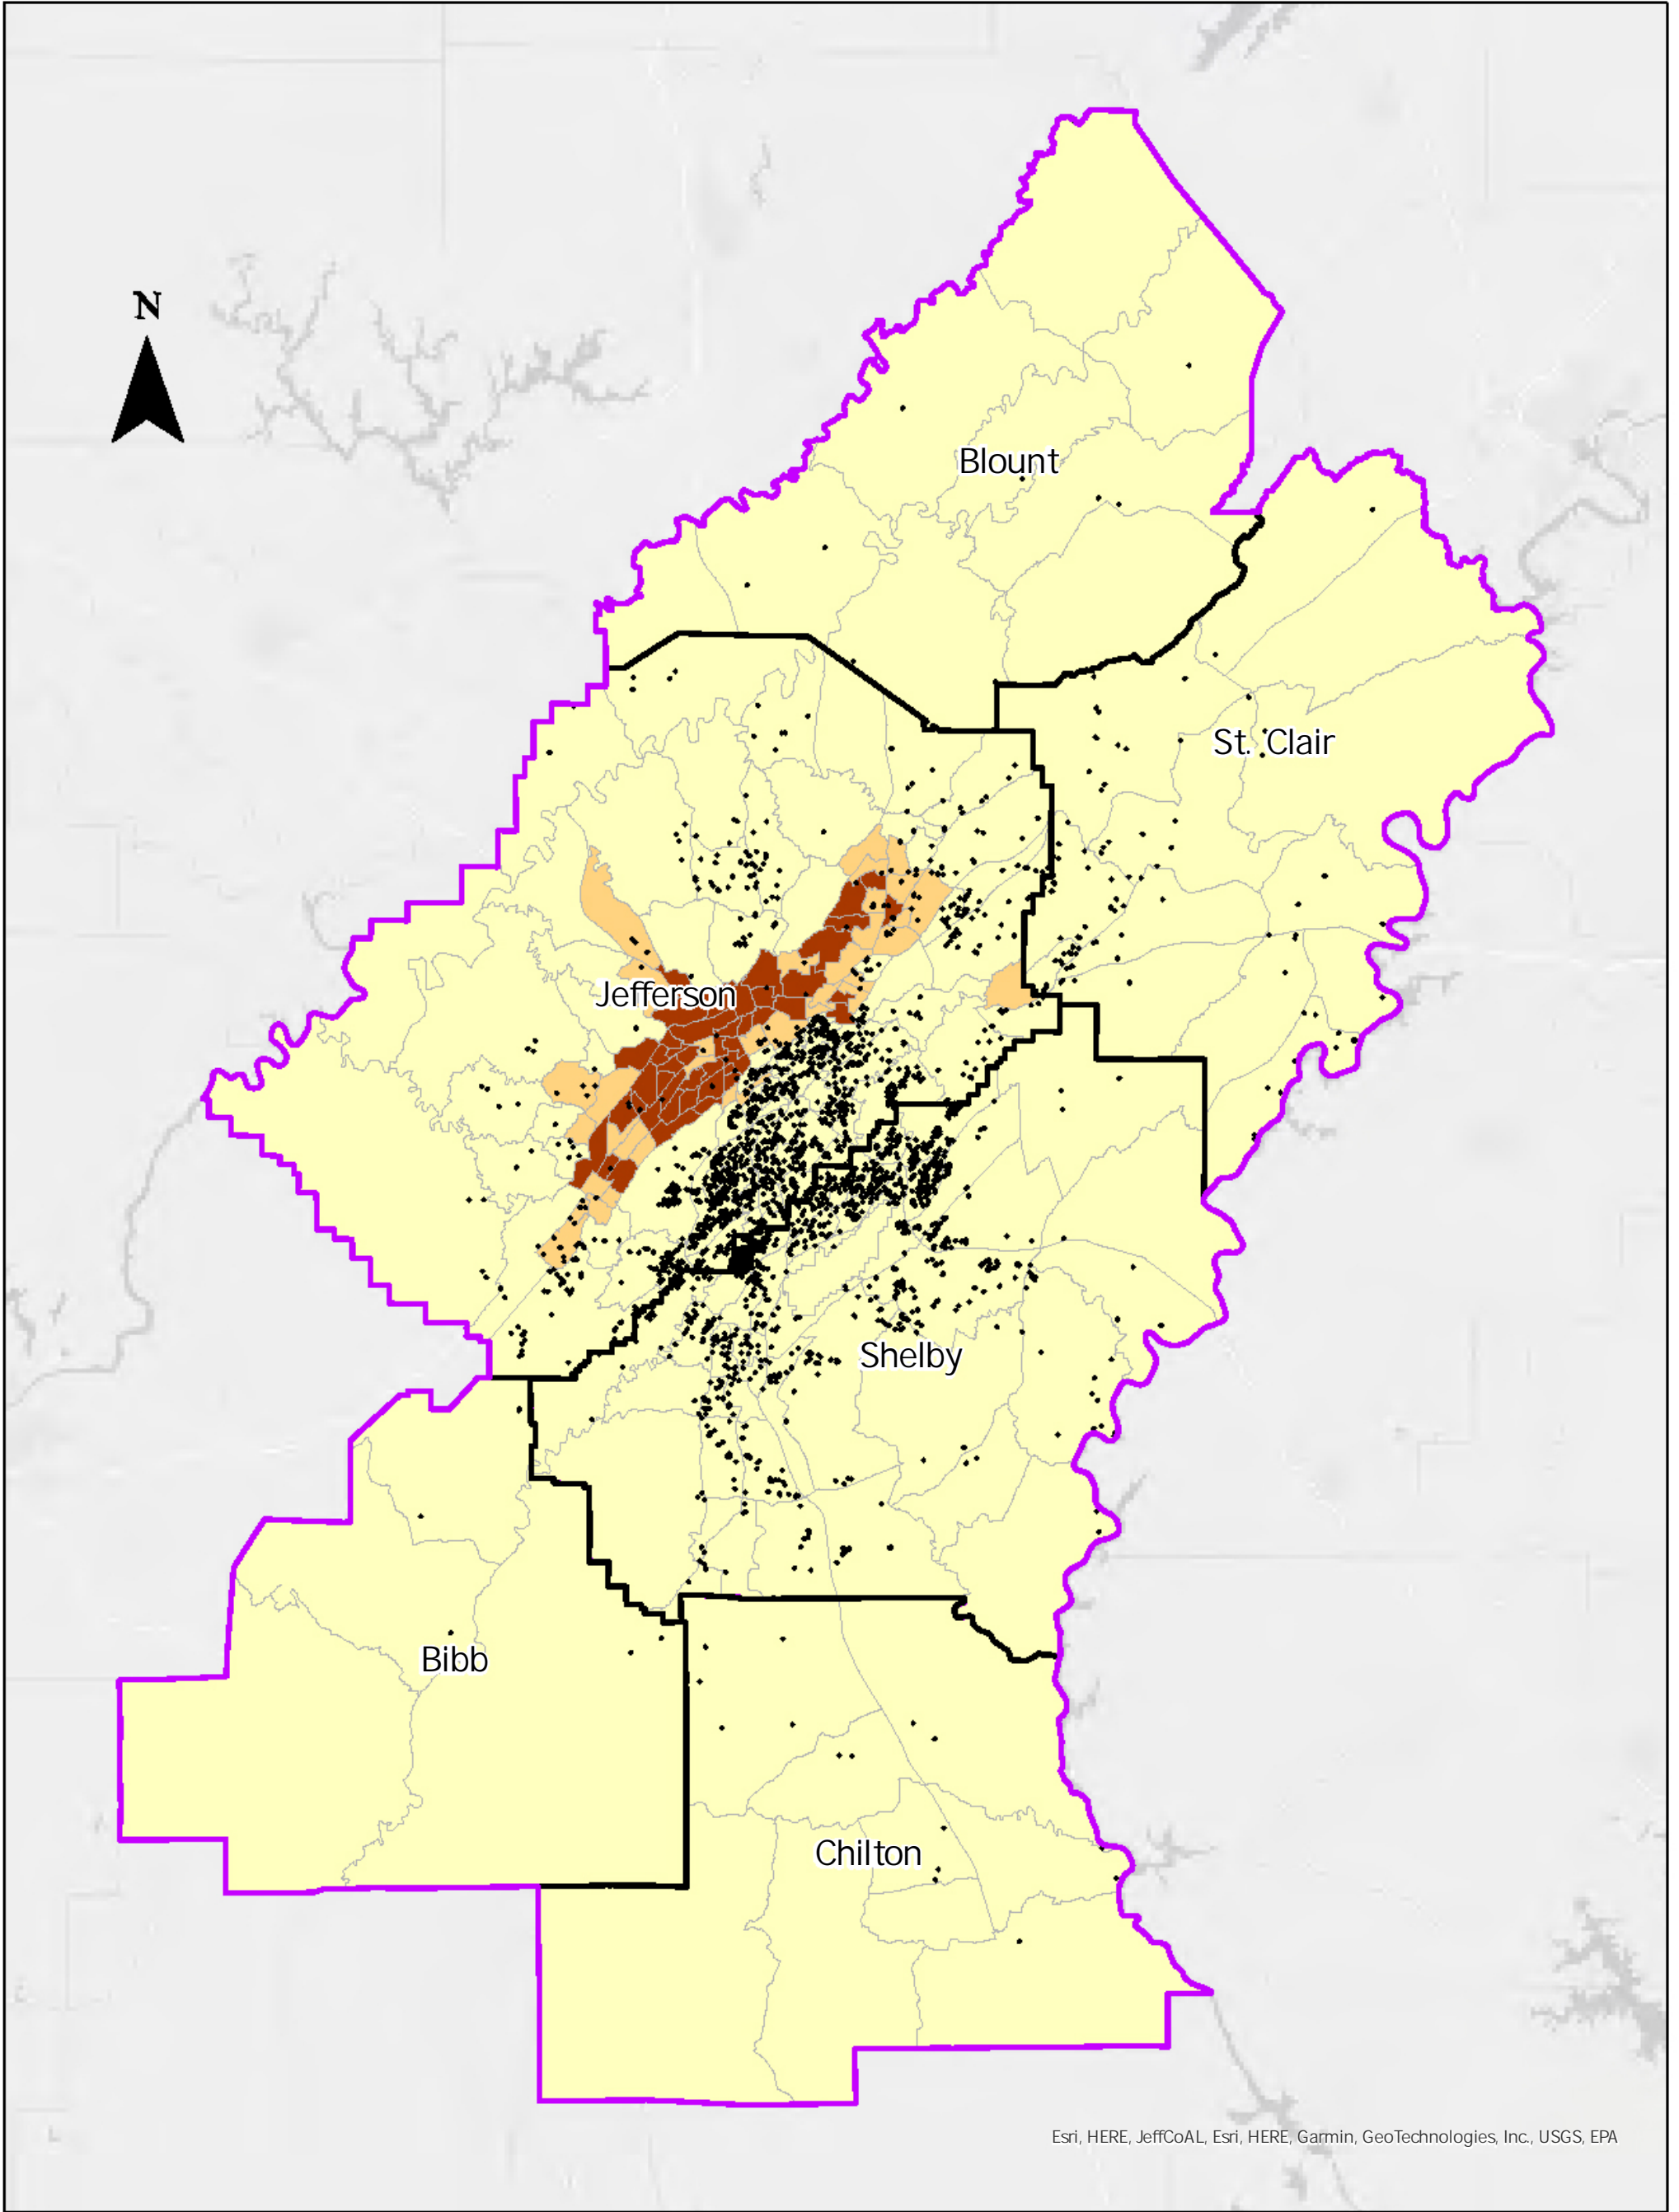 N
Blount
St. Clair
Jefferson
Shelby
Bibb
Chilton
Esri, HERE, JeffCoAL, Esri, HERE, Garmin, GeoTechnologies, Inc., USGS, EPA